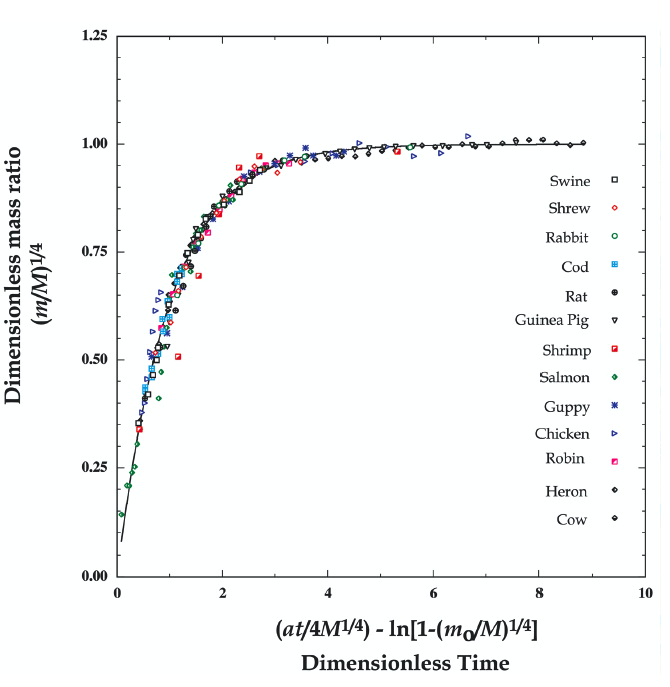 1.25
1.00
0.75
0.50
0.25
0.00
0
2
4
6
8
10
Dimensionless mass ratio
(m/M)1/4
Swine
Shrew
Rabbit
Cod
Rat
Guinea Pig
Shrimp
Salmon
Guppy
Chicken
Robin
Heron
Cow
(at/4M1/4) - ln[1-(m0/M)1/4]
Dimensionless Time